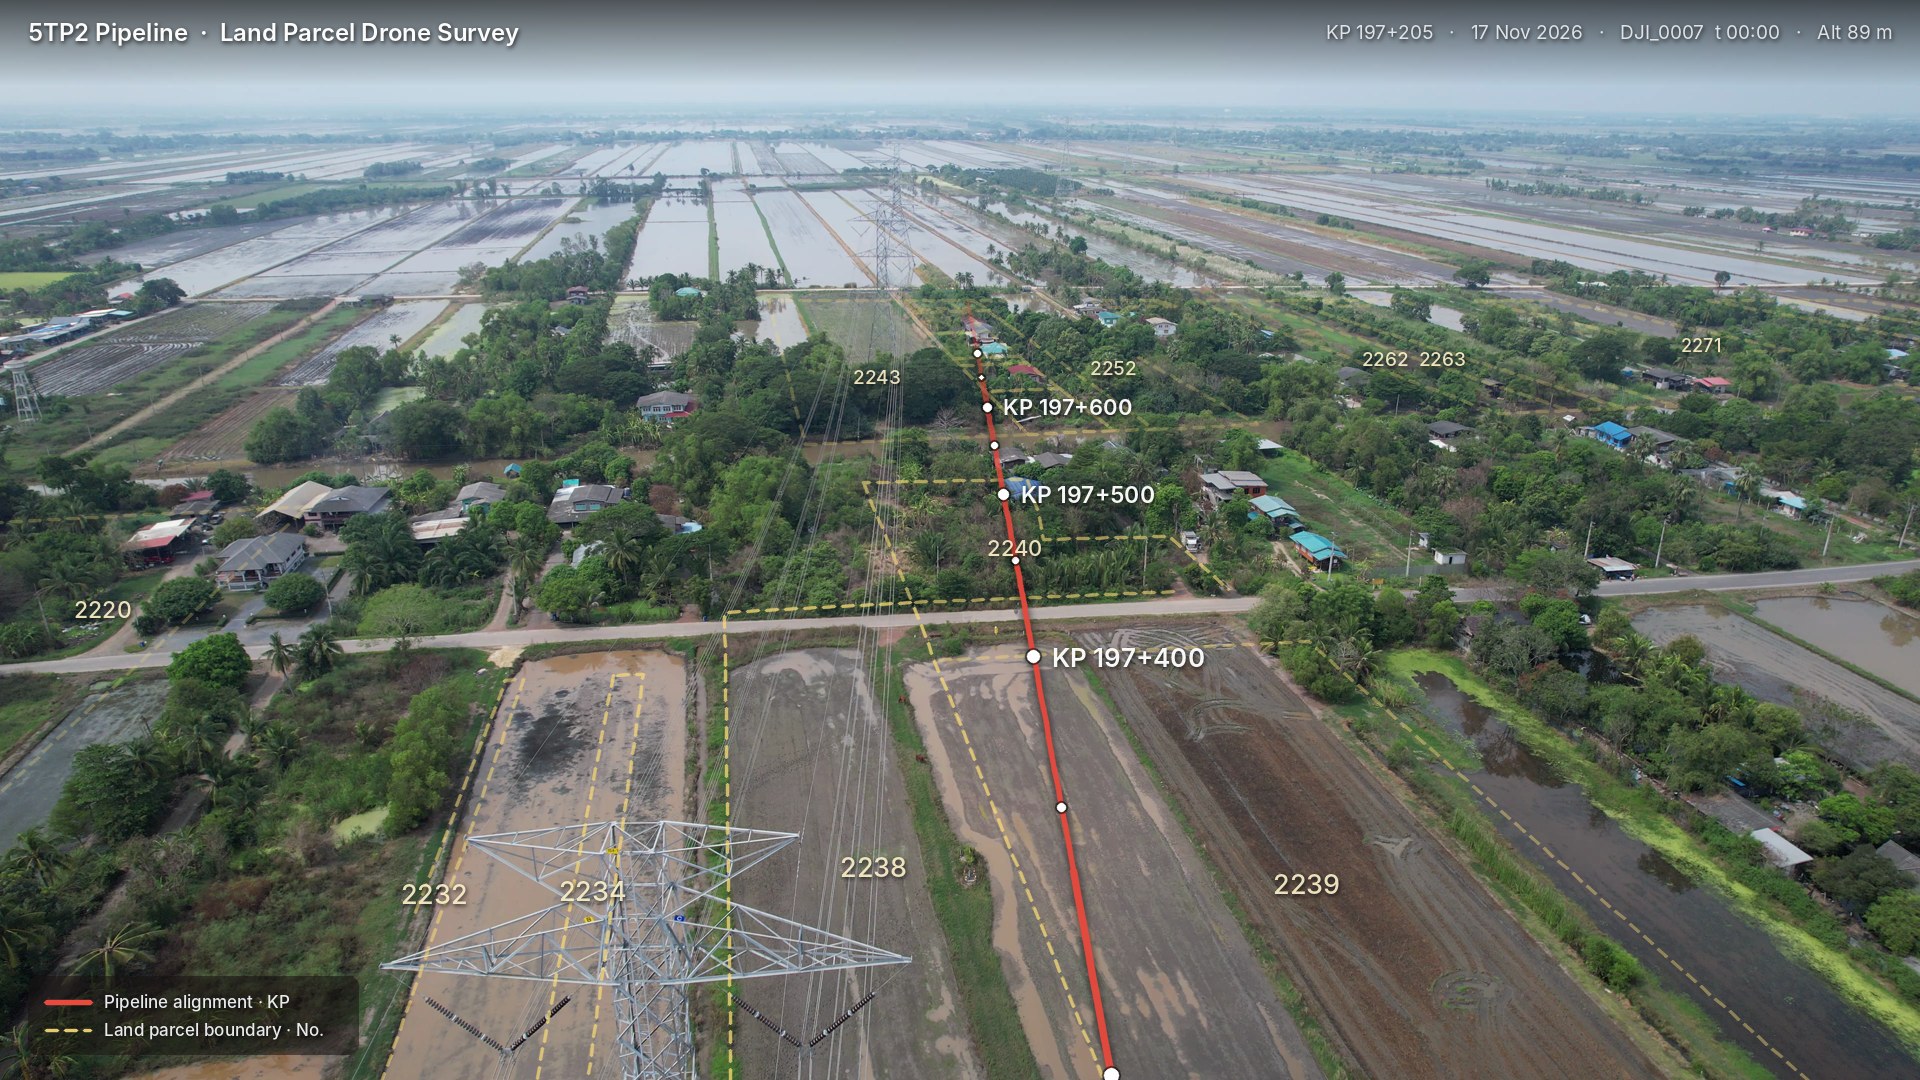 5TP2 Pipeline · Land Parcel Drone Survey
KP 197+205 · 17 Nov 2026 · DJI_0007 t 00:00 · Alt 89 m
2271
2262 2263
2252
2243
KP 197+600
KP 197+500
2240
2220
KP 197+400
2238
2239
2232
2234
Pipeline alignment · KP
Land parcel boundary · No.